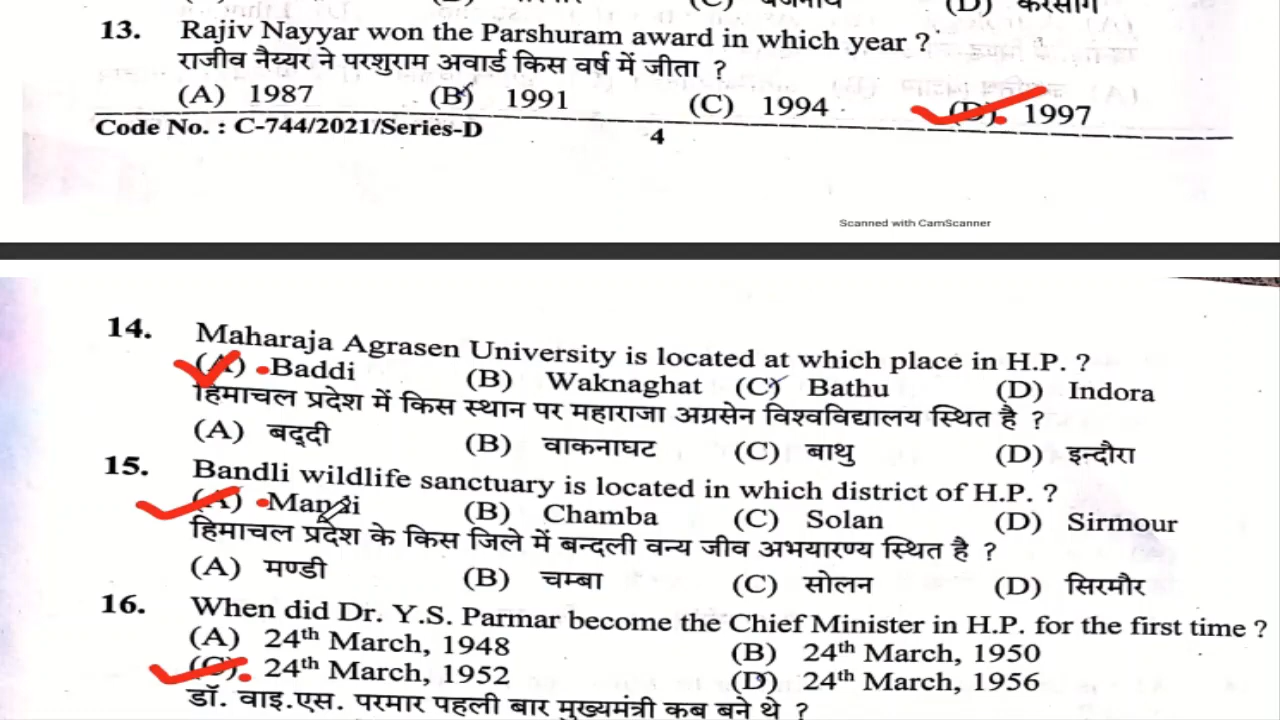 (C) बैजनाथ (D) करसोग
13. Rajiv Nayyar won the Parshuram award in which year ?
राजीव नैय्यर ने परशुराम अवार्ड किस वर्ष में जीता ?
(A) 1987 (B) 1991 (C) 1994 (D) 1997
Code No. : C-744/2021/Series-D
4
Scanned with CamScanner
14. Maharaja Agrasen University is located at which place in H.P. ?
(A) Baddi (B) Waknaghat (C) Bathu (D) Indora
हिमाचल प्रदेश में किस स्थान पर महाराजा अग्रसेन विश्वविद्यालय स्थित है ?
(A) बद्दी (B) वाकनाघट (C) बाथु (D) इन्दौरा
15. Bandli wildlife sanctuary is located in which district of H.P. ?
(A) Mandi (B) Chamba (C) Solan (D) Sirmour
हिमाचल प्रदेश के किस जिले में बन्दली वन्य जीव अभयारण्य स्थित है ?
(A) मण्डी (B) चम्बा (C) सोलन (D) सिरमौर
16. When did Dr. Y.S. Parmar become the Chief Minister in H.P. for the first time ?
(A) 24th March, 1948 (B) 24th March, 1950
(C) 24th March, 1952 (D) 24th March, 1956
डॉ. वाइ.एस. परमार पहली बार मुख्यमंत्री कब बने थे ?